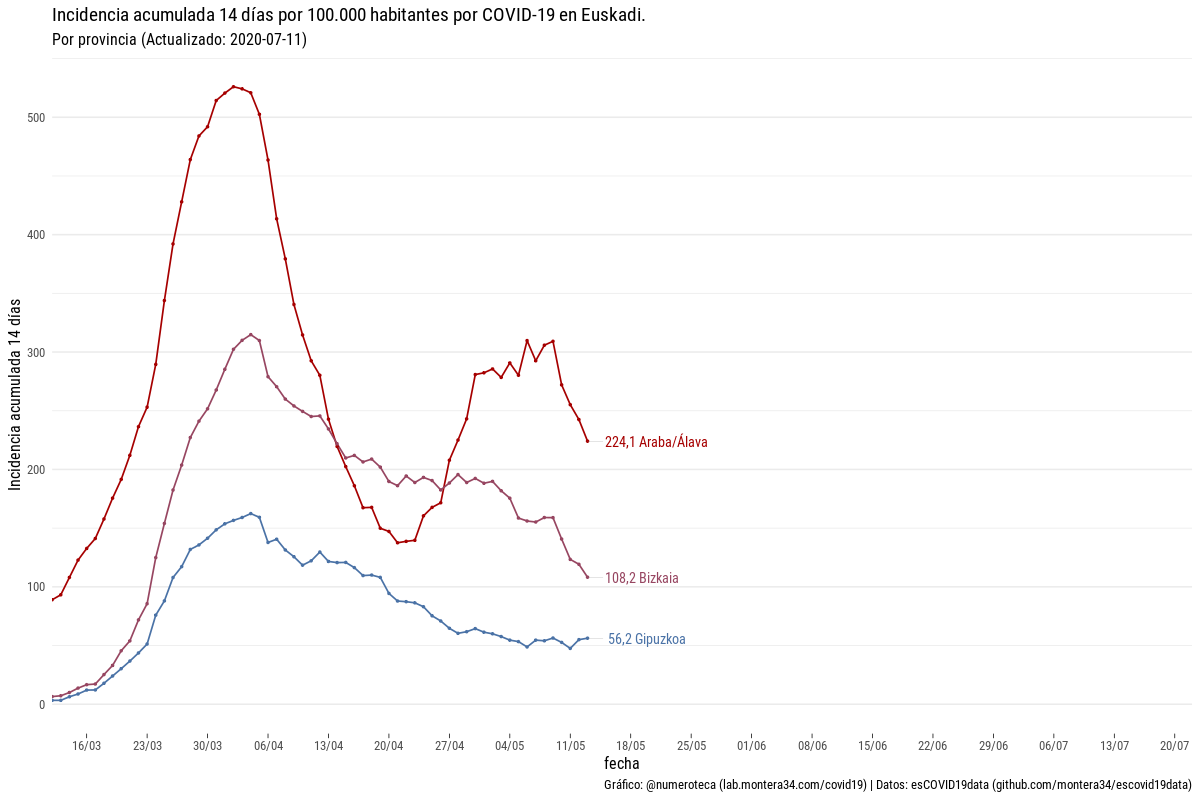 Incidencia acumulada 14 días por 100.000 habitantes por COVID-19 en Euskadi.
Por provincia (Actualizado: 2020-07-11)
Incidencia acumulada 14 días
500
400
300
200
100
0
224,1 Araba/Álava
108,2 Bizkaia
56,2 Gipuzkoa
16/03 23/03 30/03 06/04 13/04 20/04 27/04 04/05 11/05 18/05 25/05 01/06 08/06 15/06 22/06 29/06 06/07 13/07 20/07
fecha
Gráfico: @numeroteca (lab.montera34.com/covid19) | Datos: esCOVID19data (github.com/montera34/escovid19data)